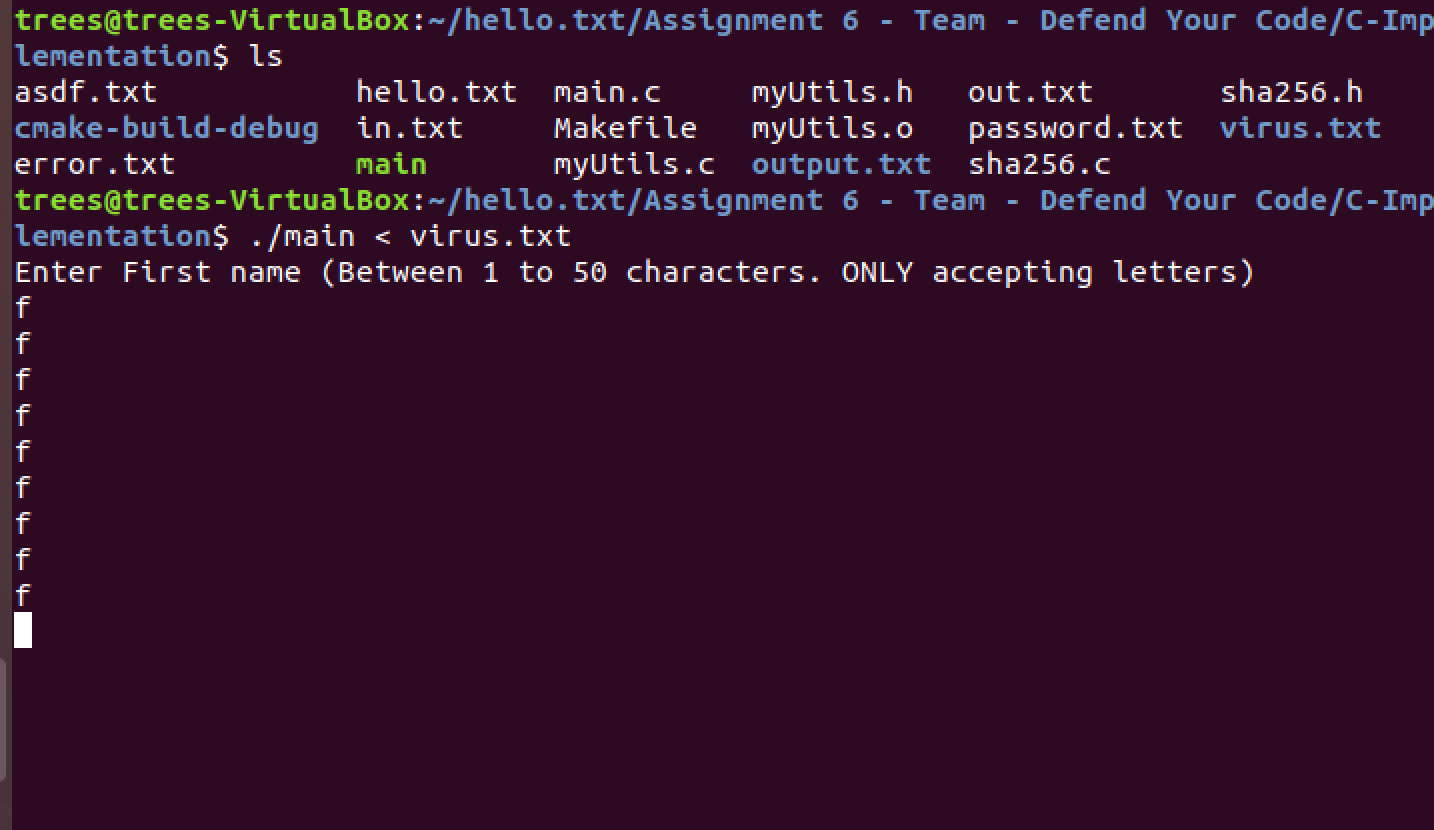 trees@trees-VirtualBox:~/hello.txt/Assignment 6 - Team - Defend Your Code/C-Imp
lementation$ ls
asdf.txt hello.txt main.c myUtils.h out.txt sha256.h
cmake-build-debug in.txt Makefile myUtils.o password.txt virus.txt
error.txt main myUtils.c output.txt sha256.c
trees@trees-VirtualBox:~/hello.txt/Assignment 6 - Team - Defend Your Code/C-Imp
lementation$ ./main < virus.txt
Enter First name (Between 1 to 50 characters. ONLY accepting letters)
f
f
f
f
f
f
f
f
f